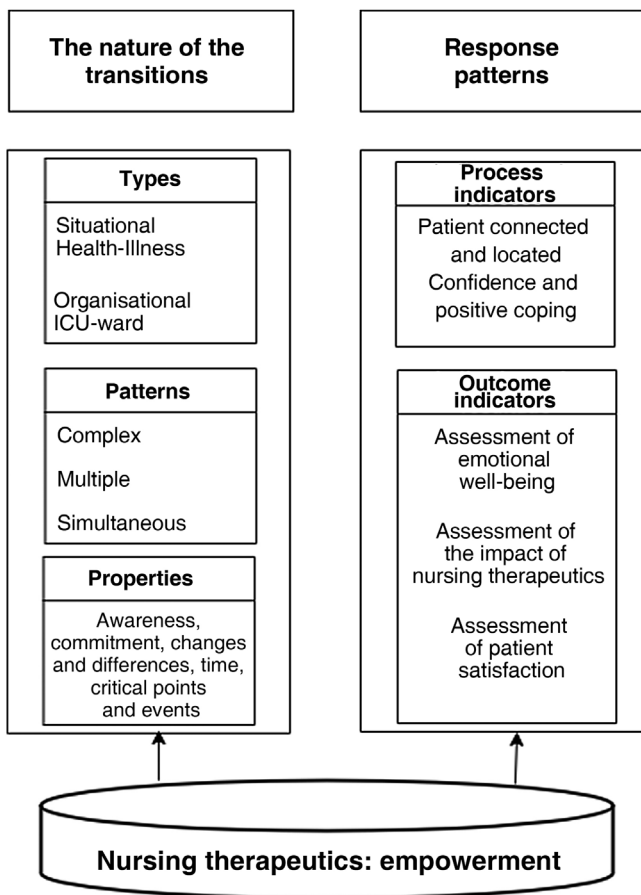 The nature of the
transitions
Types
Situational
Health-Illness
Organisational
ICU-ward
Patterns
Complex
Multiple
Simultaneous
Properties
Awareness,
commitment, changes
and differences, time,
critical points
and events
Response
patterns
Process
indicators
Patient connected
and located
Confidence and
positive coping
Outcome
indicators
Assessment of
emotional
well-being
Assessment of
the impact of
nursing therapeutics
Assessment
of patient
satisfaction
Nursing therapeutics: empowerment